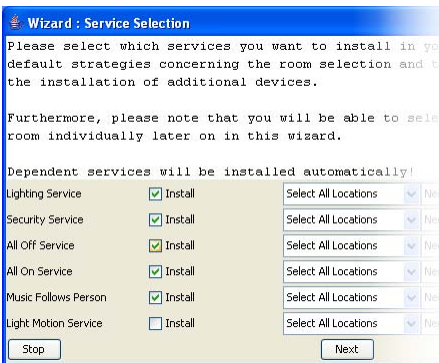 Wizard : Service Selection
Please select which services you want to install in
default strategies concerning the room selection and
the installation of additional devices.
Furthermore, please note that you will be able to
room individually later on in this wizard.
Dependent services will be installed automatically!
Lighting Service Install Select All Locations
Security Service Install Select All Locations
All Off Service Install Select All Locations
All On Service Install Select All Locations
Music Follows Person Install Select All Locations
Light Motion Service Install Select All Locations
Stop Next